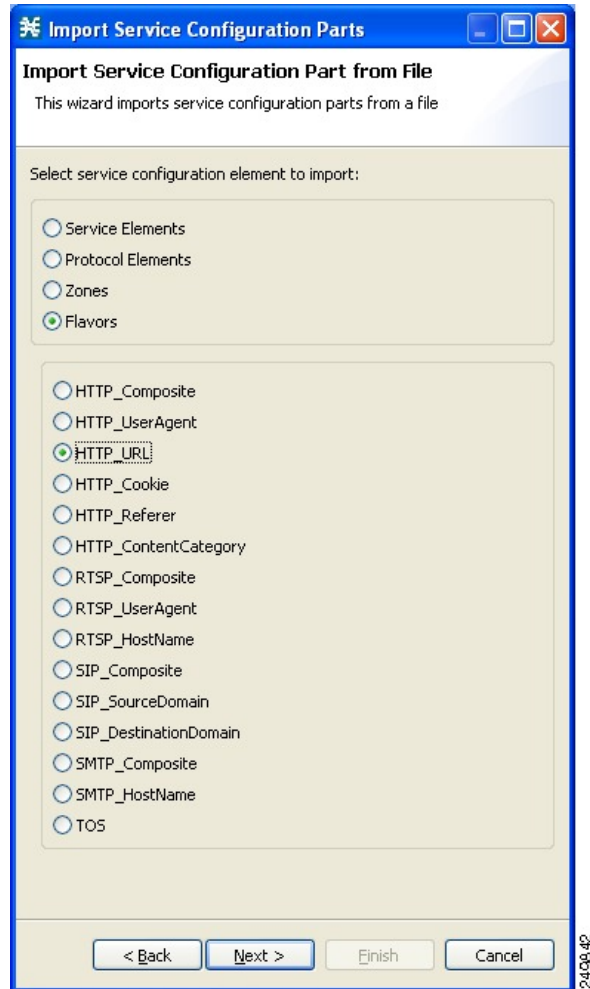 Import Service Configuration Parts
Import Service Configuration Part from File
This wizard imports service configuration parts from a file
Select service configuration element to import:
Service Elements
Protocol Elements
Zones
Flavors
HTTP_Composite
HTTP_UserAgent
HTTP_URL
HTTP_Cookie
HTTP_Referer
HTTP_ContentCategory
RTSP_Composite
RTSP_UserAgent
RTSP_HostName
SIP_Composite
SIP_SourceDomain
SIP_DestinationDomain
SMTP_Composite
SMTP_HostName
TOS
< Back Next > Finish Cancel
249842